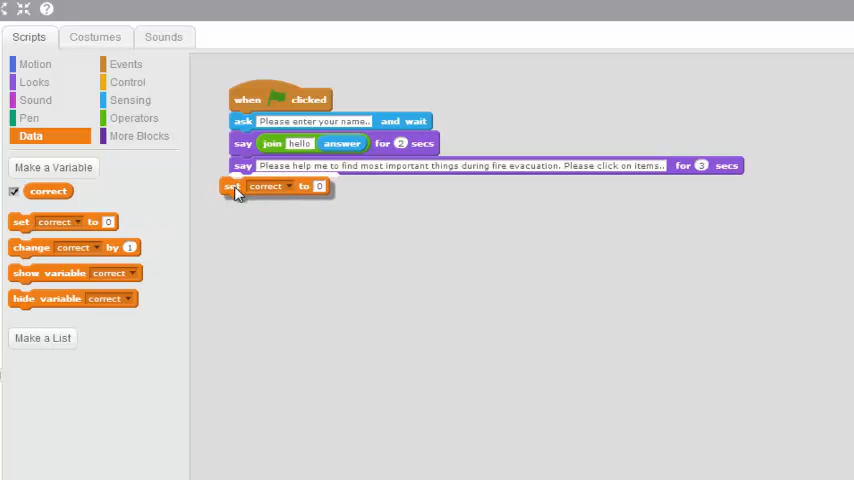 Scripts Costumes Sounds
Motion Events
Looks Control
Sound Sensing
Pen Operators
Data More Blocks
Make a Variable
correct
set correct to 0
change correct by 1
show variable correct
hide variable correct
Make a List
when clicked
ask Please enter your name.. and wait
say join hello answer for 2 secs
say Please help me to find most important things during fire evacuation. Please click on items.. for 3 secs
set correct to 0